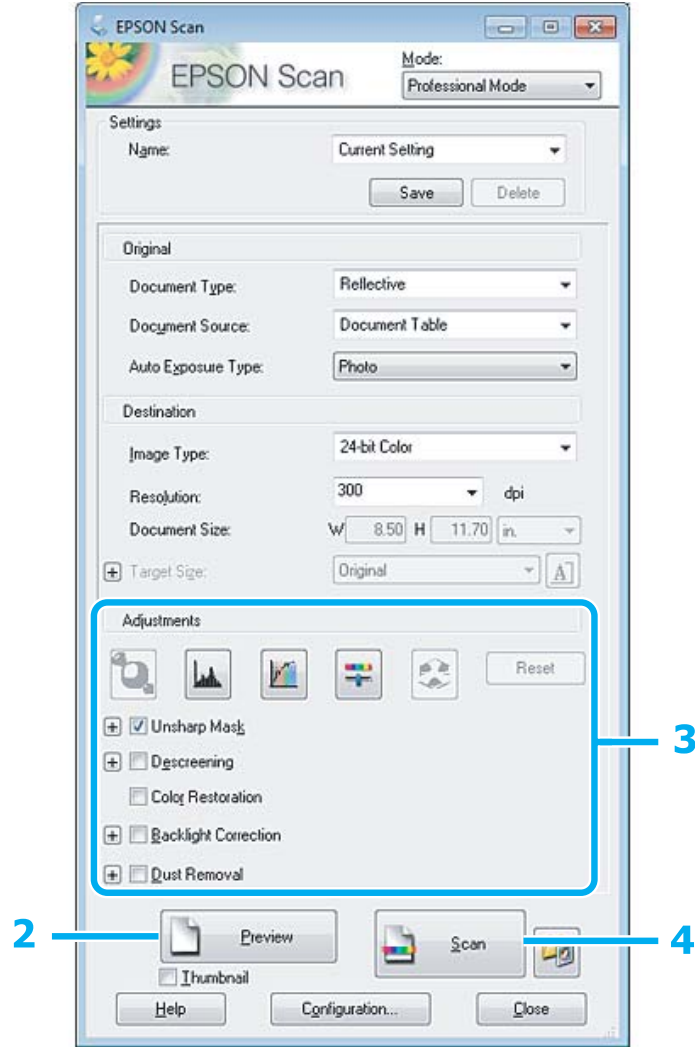 EPSON Scan
EPSON Scan
Mode:
Professional Mode
Settings
Name:
Current Setting
Save
Delete
Original
Document Type:
Reflective
Document Source:
Document Table
Auto Exposure Type:
Photo
Destination
Image Type:
24-bit Color
Resolution:
300
dpi
Document Size:
W 8.50 H 11.70 in.
Target Size:
Original
A
Adjustments
Reset
Unsharp Mask
3
Descreening
Color Restoration
Backlight Correction
Dust Removal
2
Preview
Scan
4
Thumbnail
Help
Configuration...
Close